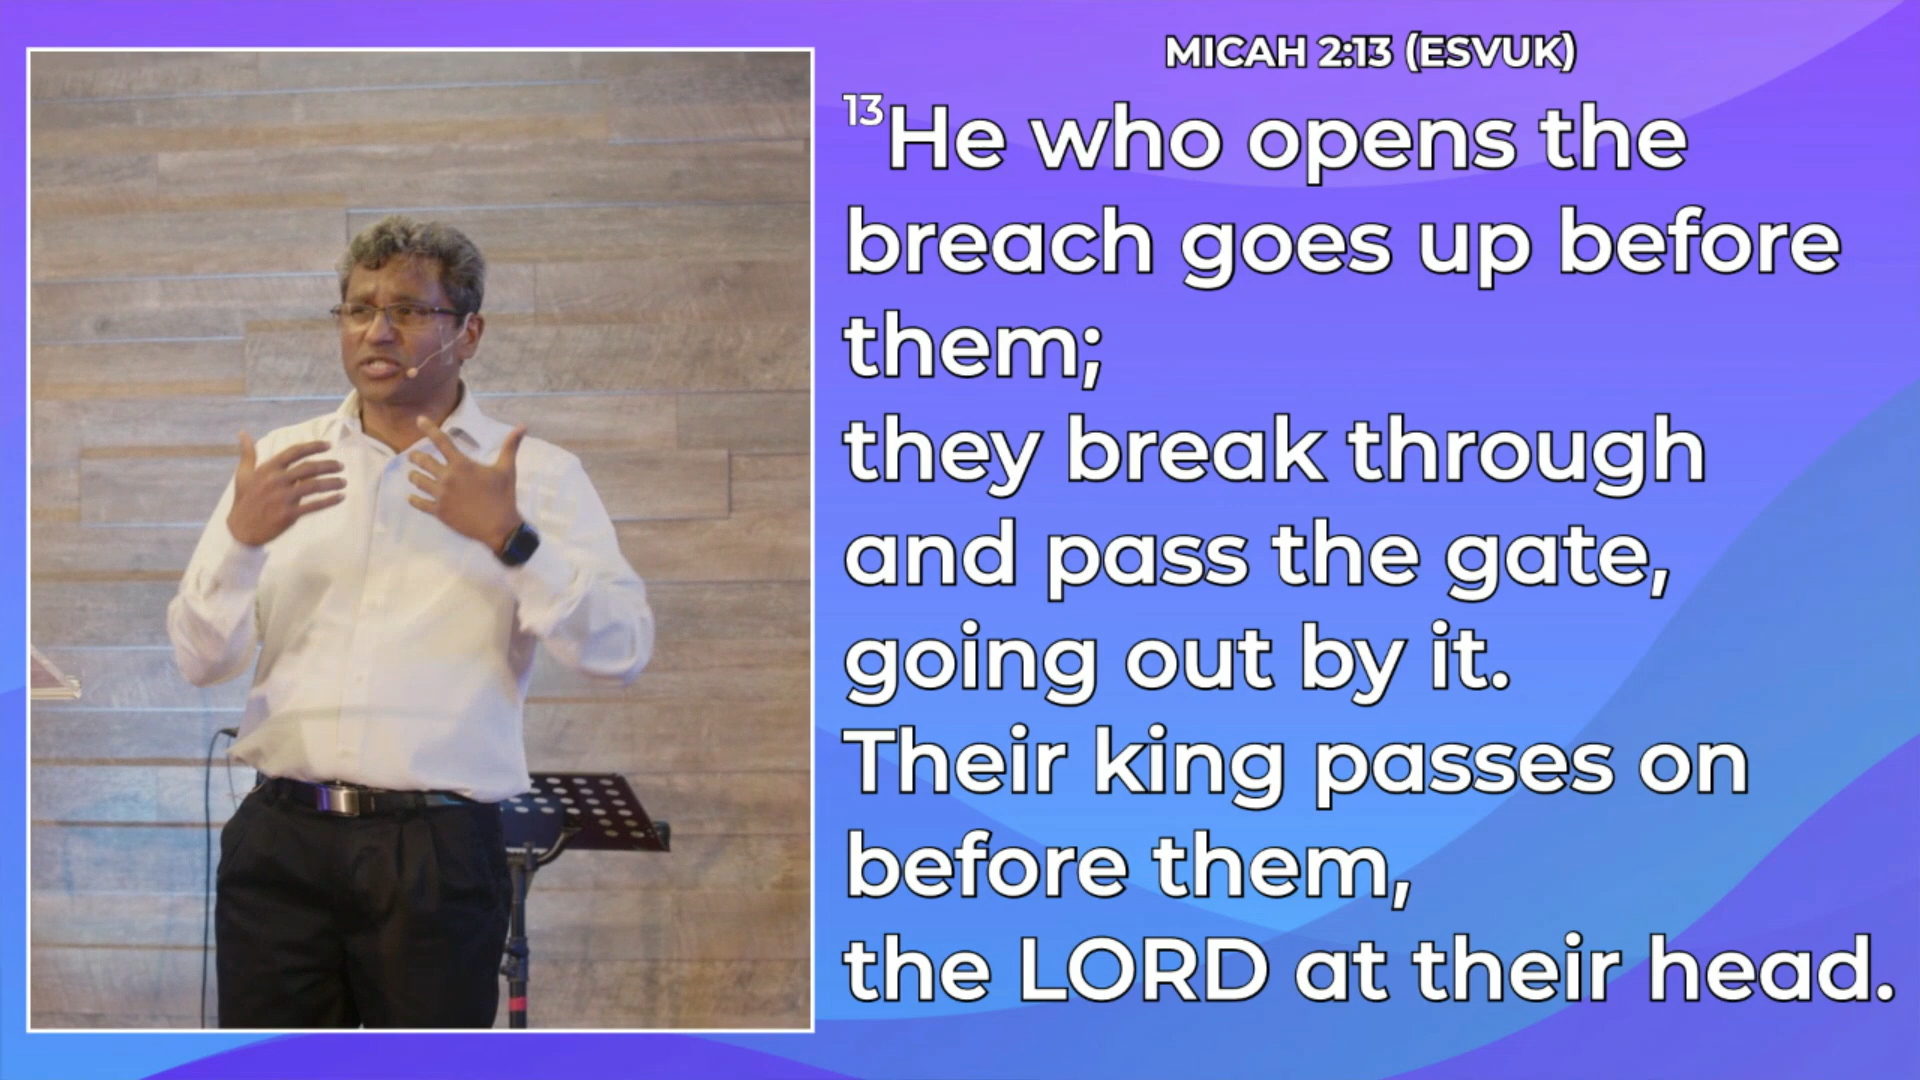 MICAH 2:13 (ESVUK)
13He who opens the
breach goes up before
them;
they break through
and pass the gate,
going out by it.
Their king passes on
before them,
the LORD at their head.